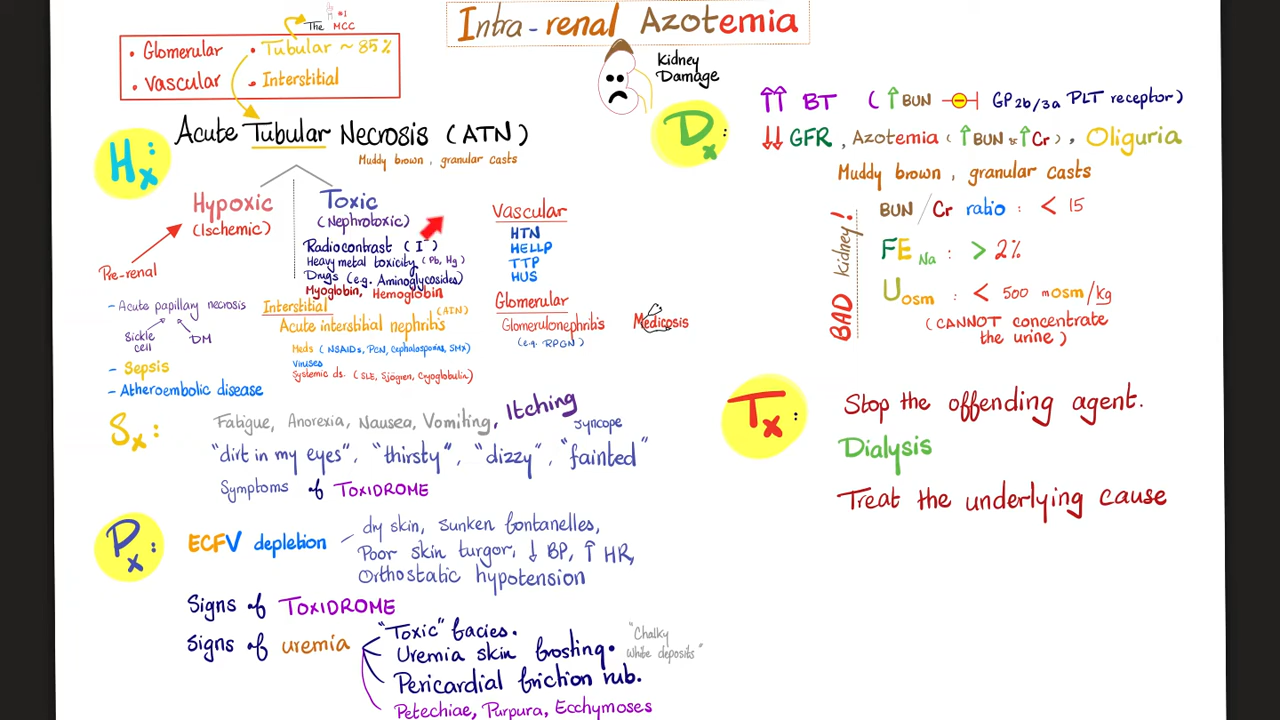 Intra-renal Azotemia
#1
The MCC
• Glomerular • Tubular ~ 85%
• Vascular - Interstitial
Kidney
Damage
Hx:
Acute Tubular Necrosis (ATN)
Muddy brown, granular casts
Hypoxic
(Ischemic)
Pre-renal
- Acute papillary necrosis
Sickle
cell
DM
- Sepsis
- Atheroembolic disease
Toxic
(Nephrotoxic)
Radiocontrast (I⁻)
Heavy metal toxicity (Pb, Hg)
Drugs (e.g. Aminoglycosides)
Myoglobin, Hemoglobin
Interstitial
(AIN)
Acute interstitial nephritis
Meds (NSAIDs, PCN, Cephalosporins, SMX)
Viruses
Systemic ds. (SLE, Sjögren, Cryoglobulin)
Vascular
HTN
HELLP
TTP
HUS
Glomerular
Glomerulonephritis
(e.g. RPGN)
Medicosis
Sx:
Fatigue, Anorexia, Nausea, Vomiting, Itching
Syncope
"dirt in my eyes", "thirsty", "dizzy", "fainted"
Symptoms of TOXIDROME
Px:
ECFV depletion
dry skin, sunken fontanelles,
Poor skin turgor, ↓ BP, ↑ HR,
Orthostatic hypotension
Signs of TOXIDROME
Signs of uremia
"Toxic" facies.
Uremia skin frosting.
"Chalky
white deposits"
Pericardial friction rub.
Petechiae, Purpura, Ecchymoses
Dx:
↑↑ BT (↑BUN ⊖ GP2b/3a PLT receptor)
↓↓ GFR, Azotemia (↑BUN & ↑Cr), Oliguria
Muddy brown, granular casts
BAD Kidney!
BUN/Cr ratio : < 15
FENa : > 2%
Uosm : < 500 mosm/kg
(CANNOT concentrate
the urine)
Tx:
Stop the offending agent.
Dialysis
Treat the underlying cause